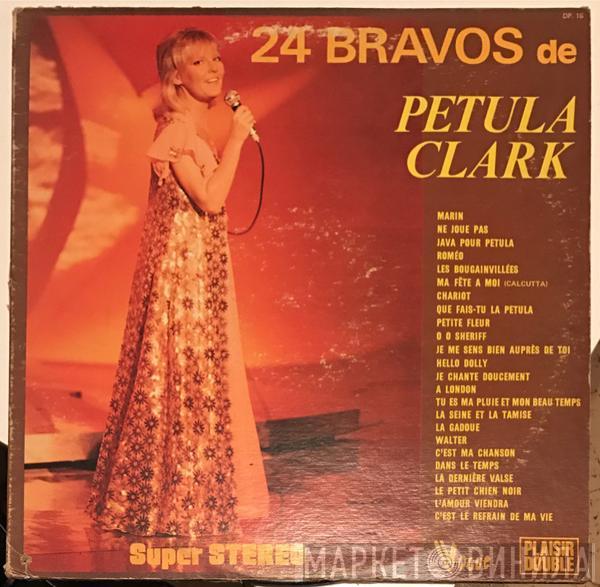 DP. 16
24 BRAVOS de
PETULA
CLARK
MARIN
NE JOUE PAS
JAVA POUR PETULA
ROMÉO
LES BOUGAINVILLÉES
MA FÊTE A MOI (CALCUTTA)
CHARIOT
QUE FAIS-TU LA PETULA
PETITE FLEUR
O O SHERIFF
JE ME SENS BIEN AUPRÈS DE TOI
HELLO DOLLY
JE CHANTE DOUCEMENT
A LONDON
TU ES MA PLUIE ET MON BEAU TEMPS
LA SEINE ET LA TAMISE
LA GADOUE
WALTER
C'EST MA CHANSON
DANS LE TEMPS
LA DERNIÈRE VALSE
LE PETIT CHIEN NOIR
L'AMOUR VIENDRA
C'EST LE REFRAIN DE MA VIE
Super STEREO
Vogue
PLAISIR
DOUBLE
МАРКЕТ ВИНИЛА